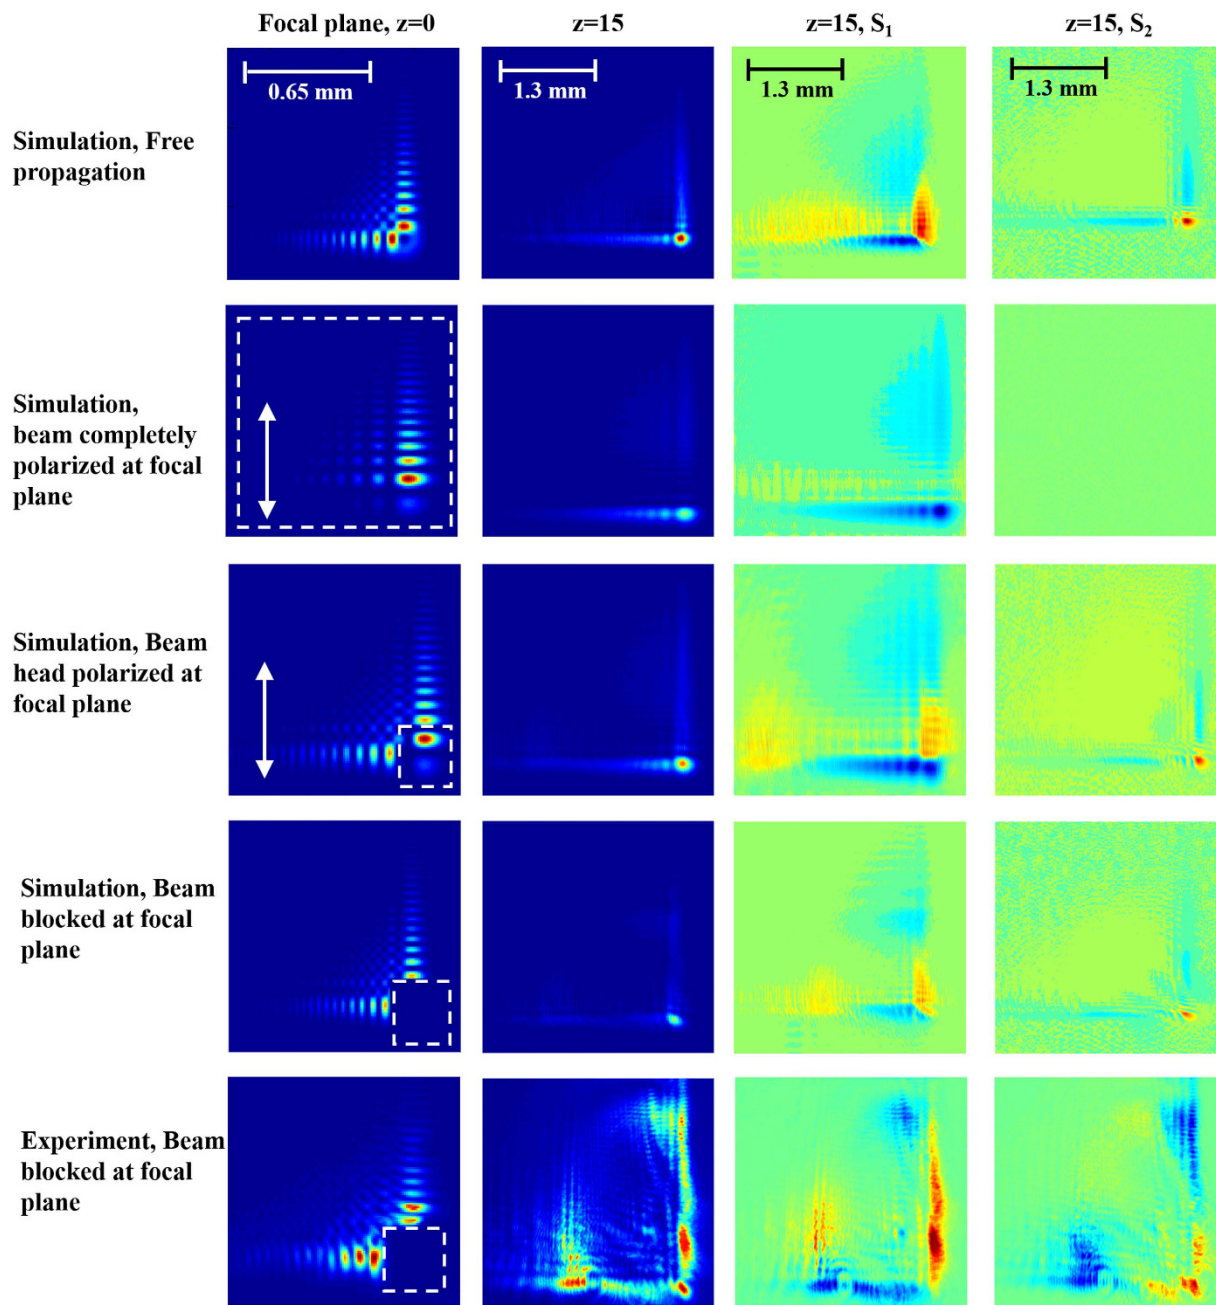 Focal plane, z=0
z=15
z=15, S₁
z=15, S₂
0.65 mm
1.3 mm
1.3 mm
1.3 mm
Simulation, Free
propagation
Simulation,
beam completely
polarized at focal
plane
Simulation, Beam
head polarized at
focal plane
Simulation, Beam
blocked at focal
plane
Experiment, Beam
blocked at focal
plane